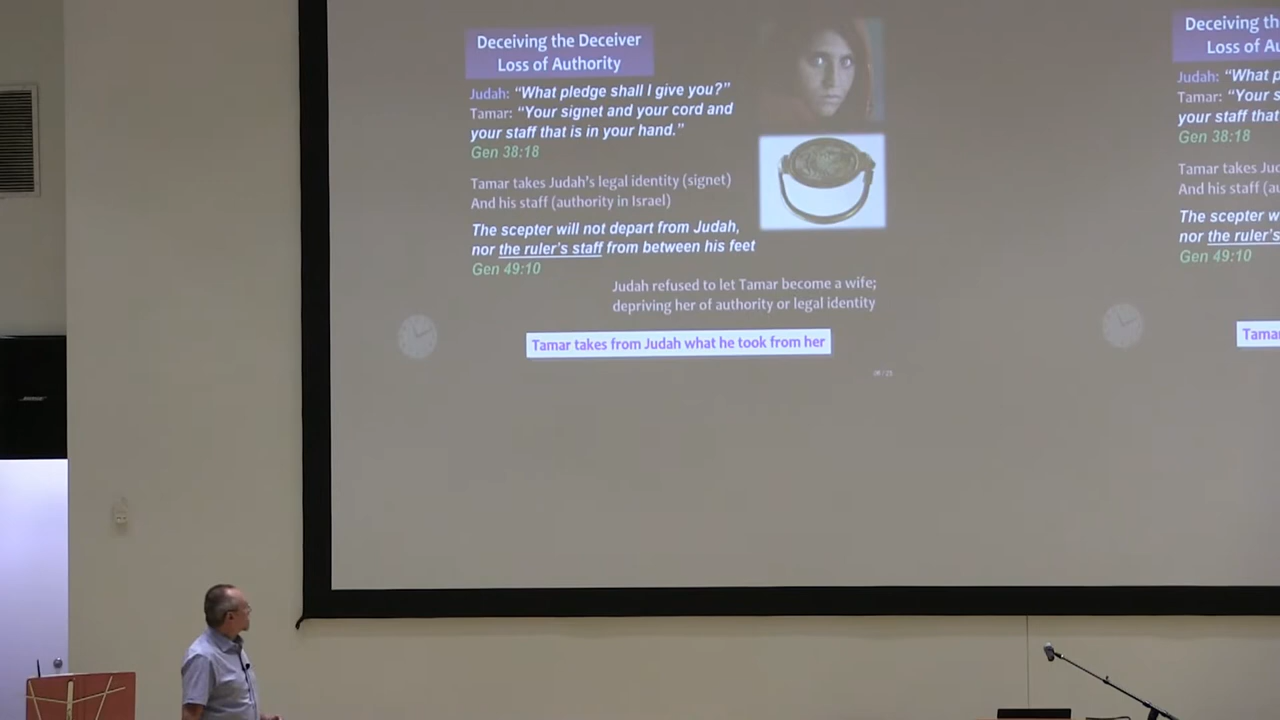 Deceiving the Deceiver
Loss of Authority
Judah: “What pledge shall I give you?”
Tamar: “Your signet and your cord and
your staff that is in your hand.”
Gen 38:18
Tamar takes Judah’s legal identity (signet)
And his staff (authority in Israel)
The scepter will not depart from Judah,
nor the ruler’s staff from between his feet
Gen 49:10
Judah refused to let Tamar become a wife;
depriving her of authority or legal identity
Tamar takes from Judah what he took from her
Deceiving th
Loss of Au
Judah: “What p
Tamar: “Your s
your staff tha
Gen 38:18
Tamar takes Jud
And his staff (au
The scepter w
nor the ruler’s
Gen 49:10
Tama